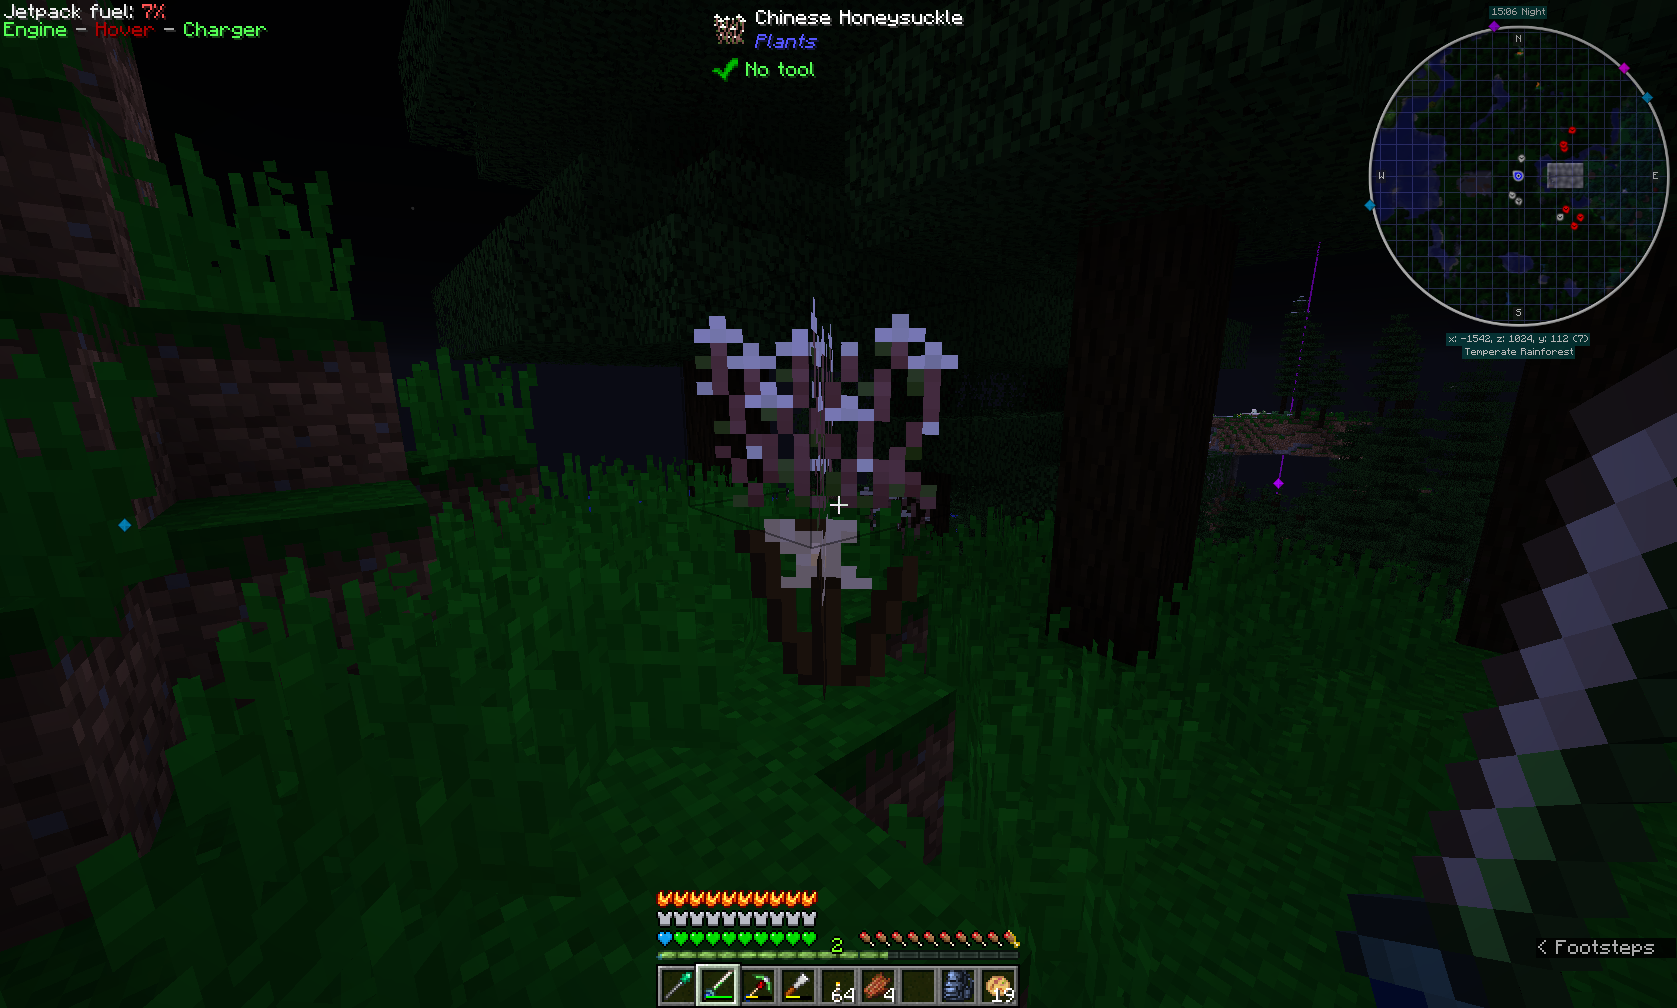 Jetpack fuel: 7%
Engine - Hover - Charger
Chinese Honeysuckle
Plants
No tool
15:06 Night
N
W
E
S
x: -1542, z: 1024, y: 112 (7)
Temperate Rainforest
< Footsteps
2
64
4
19